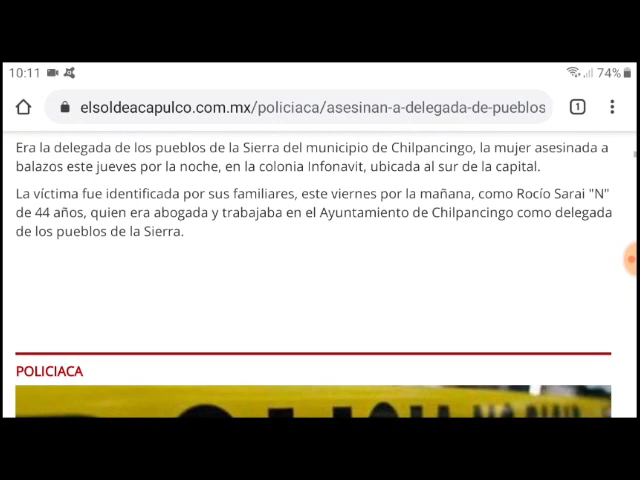 10:11
74%
elsoldeacapulco.com.mx/policiaca/asesinan-a-delegada-de-pueblos
1
Era la delegada de los pueblos de la Sierra del municipio de Chilpancingo, la mujer asesinada a
balazos este jueves por la noche, en la colonia Infonavit, ubicada al sur de la capital.
La víctima fue identificada por sus familiares, este viernes por la mañana, como Rocío Sarai "N"
de 44 años, quien era abogada y trabajaba en el Ayuntamiento de Chilpancingo como delegada
de los pueblos de la Sierra.
POLICIACA